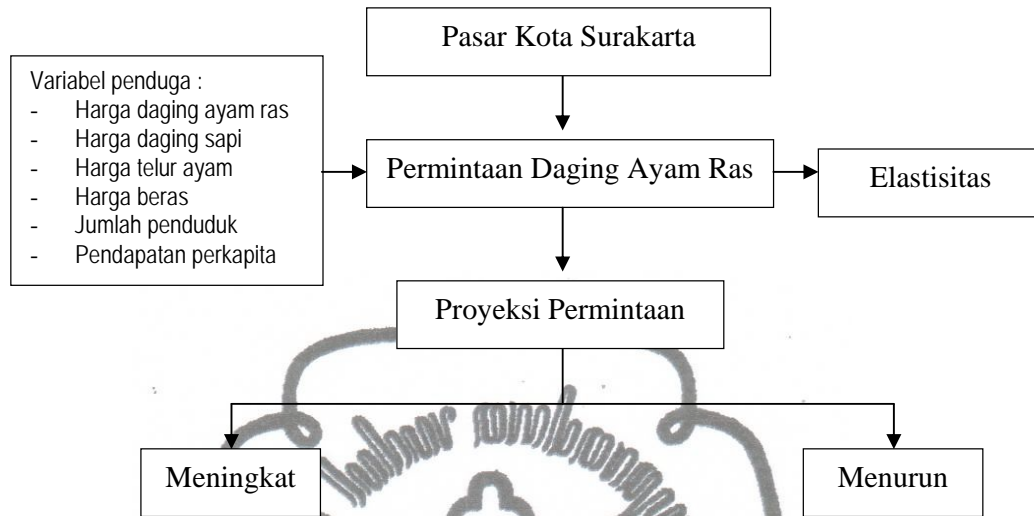 Pasar Kota Surakarta
Variabel penduga :
- Harga daging ayam ras
- Harga daging sapi
- Harga telur ayam
- Harga beras
- Jumlah penduduk
- Pendapatan perkapita
Permintaan Daging Ayam Ras
Elastisitas
Proyeksi Permintaan
Meningkat
Menurun